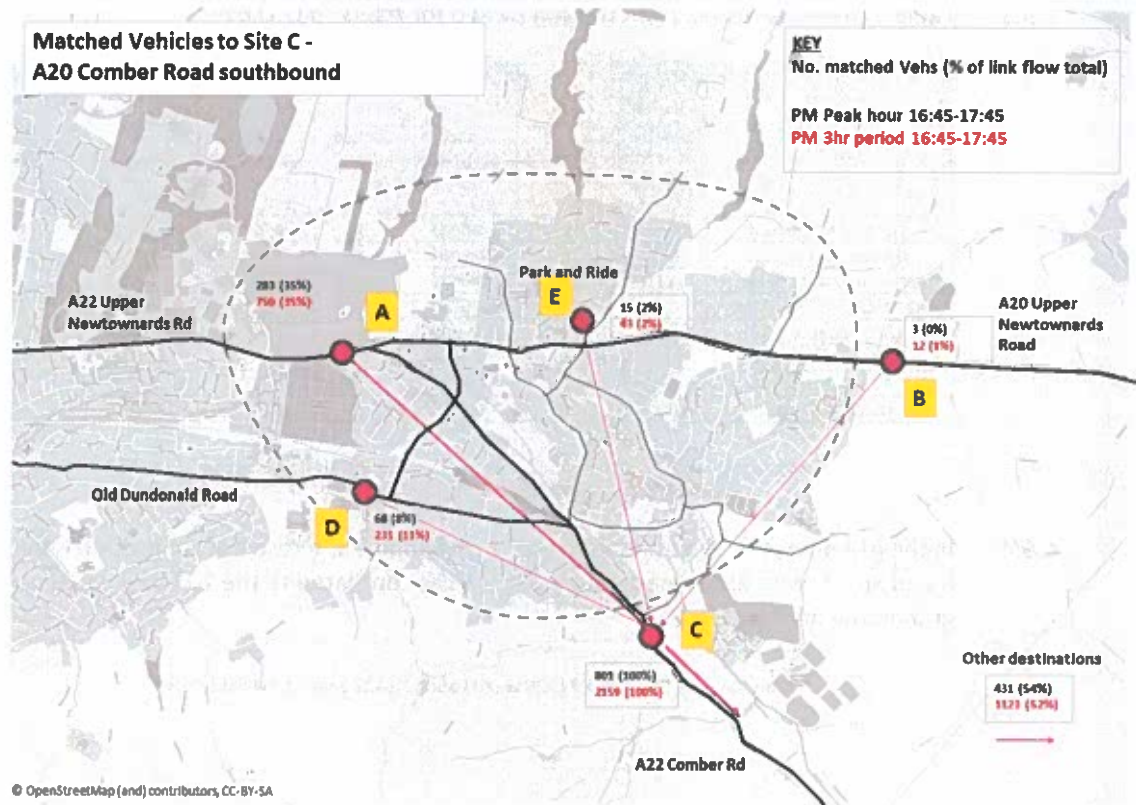 Matched Vehicles to Site C -
A20 Comber Road southbound
KEY
No. matched Vehs (% of link flow total)
PM Peak hour 16:45-17:45
PM 3hr period 16:45-17:45
Park and Ride
E
15 (2%)
(2%)
283 (35%)
750 (35%)
A
A22 Upper
Newtownards Rd
3 (0%)
12 (1%)
A20 Upper
Newtownards
Road
B
Old Dundonald Road
D
68 (8%)
(11%)
C
801 (100%)
2159 (100%)
Other destinations
431 (54%)
(52%)
A22 Comber Rd
© OpenStreetMap (and) contributors, CC-BY-SA